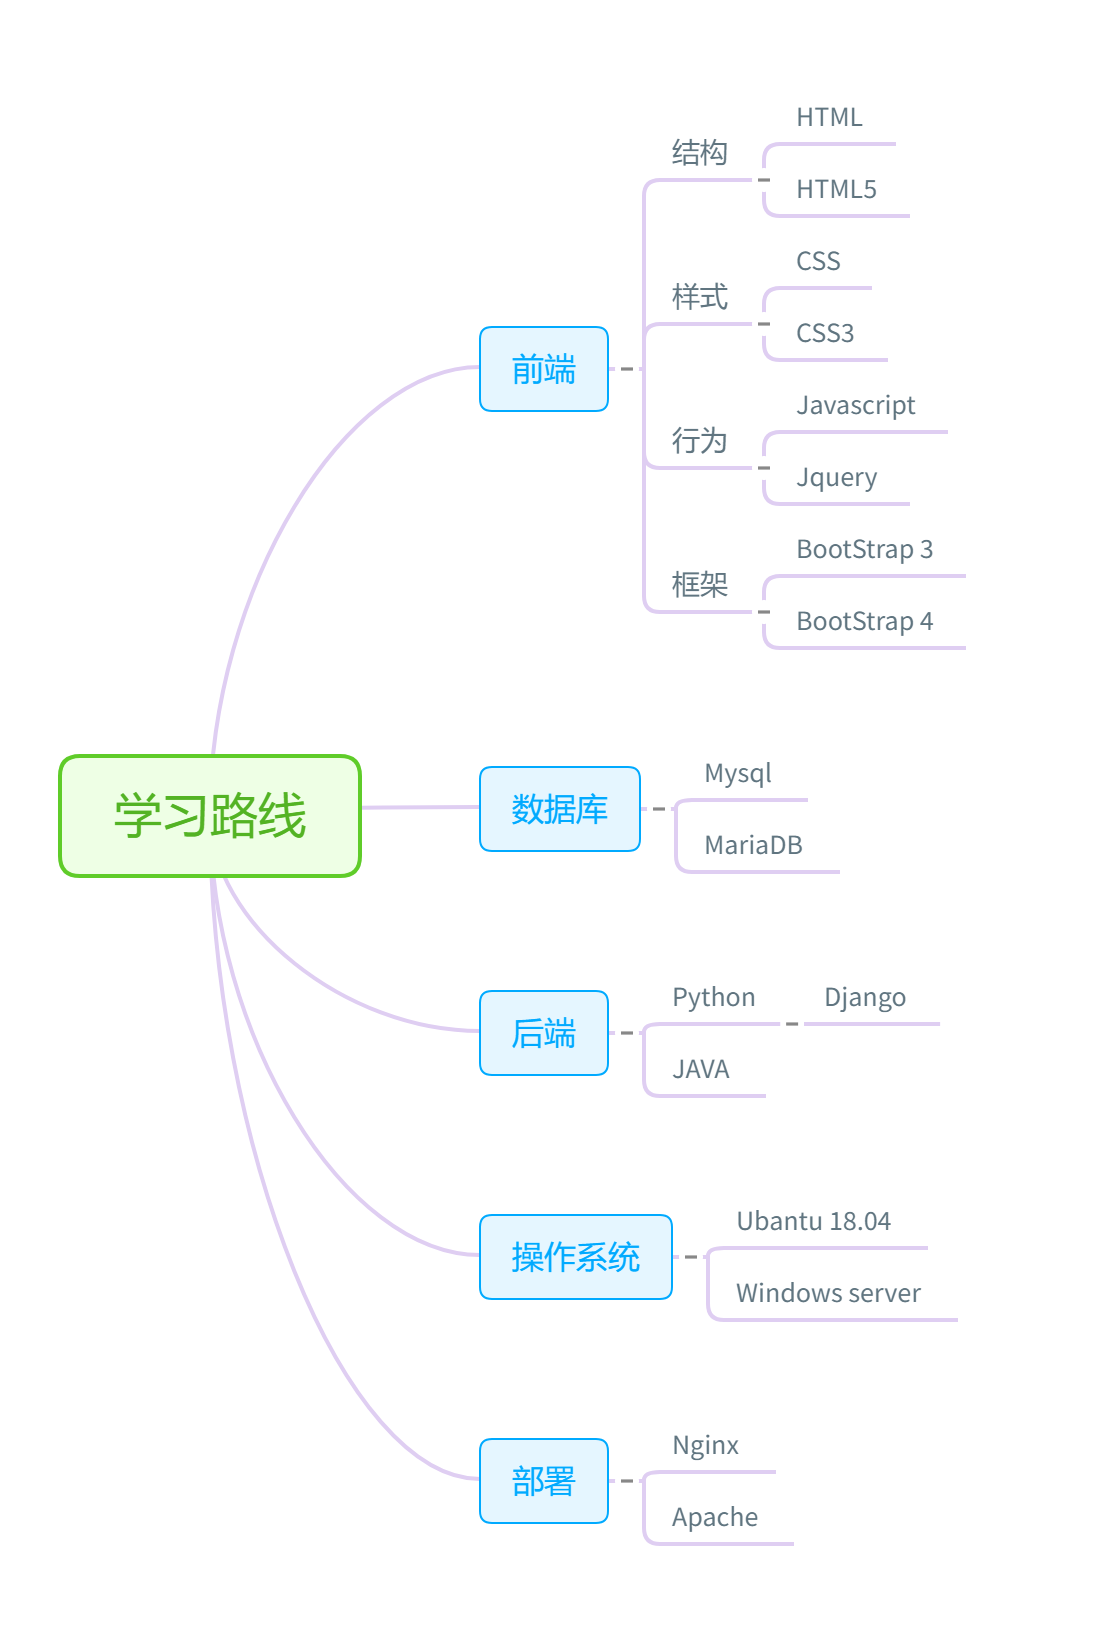 学习路线
前端
结构
HTML
HTML5
样式
CSS
CSS3
行为
Javascript
Jquery
框架
BootStrap 3
BootStrap 4
数据库
Mysql
MariaDB
后端
Python
Django
JAVA
操作系统
Ubantu 18.04
Windows server
部署
Nginx
Apache